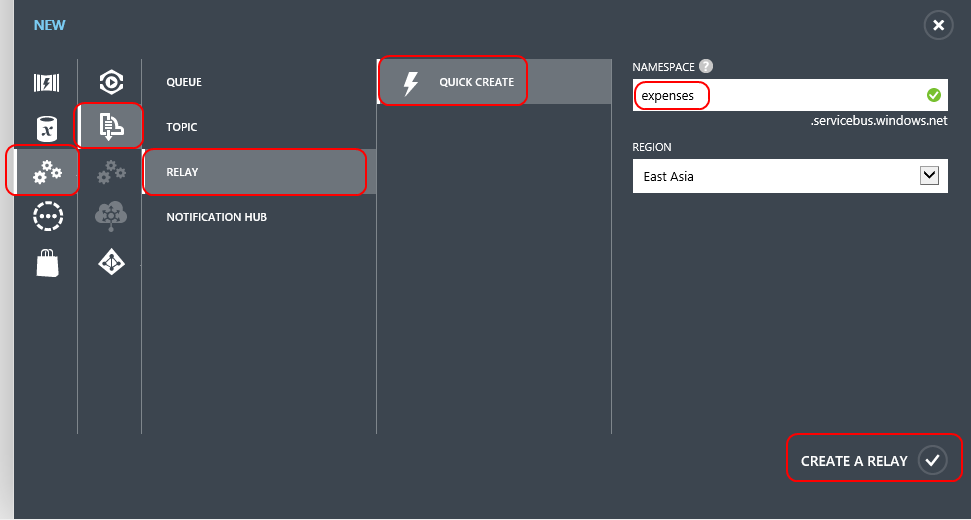 NEW
QUEUE
TOPIC
RELAY
NOTIFICATION HUB
QUICK CREATE
NAMESPACE ?
expenses
.servicebus.windows.net
REGION
East Asia
CREATE A RELAY